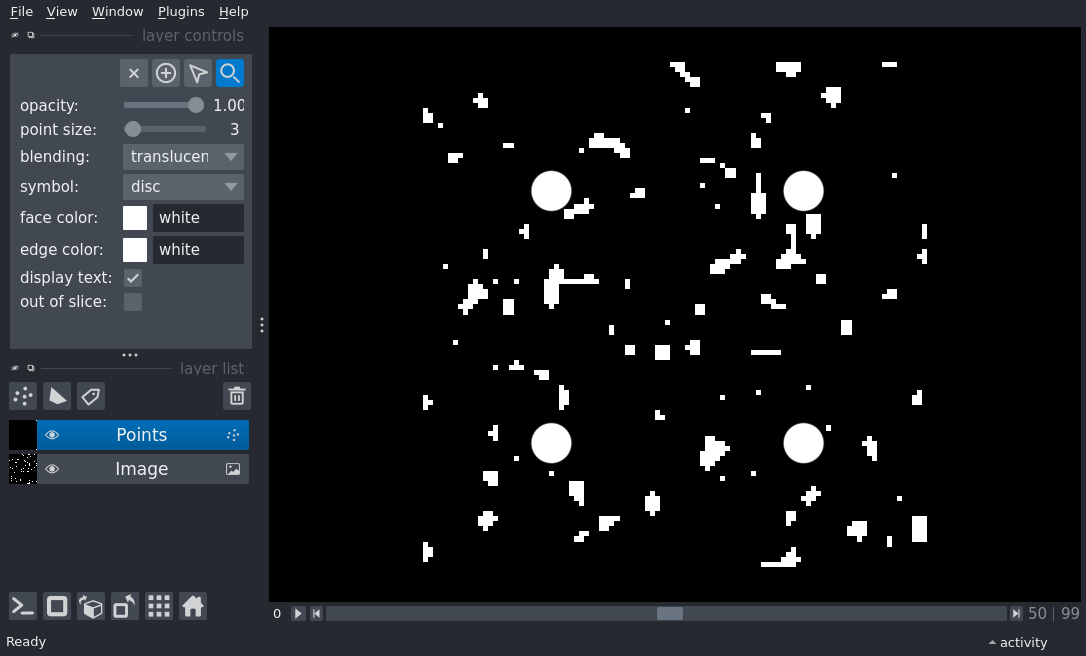 File View Window Plugins Help
layer controls
opacity: 1.00
point size: 3
blending: translucen
symbol: disc
face color: white
edge color: white
display text:
out of slice:
layer list
Points
Image
0 50 | 99
Ready activity